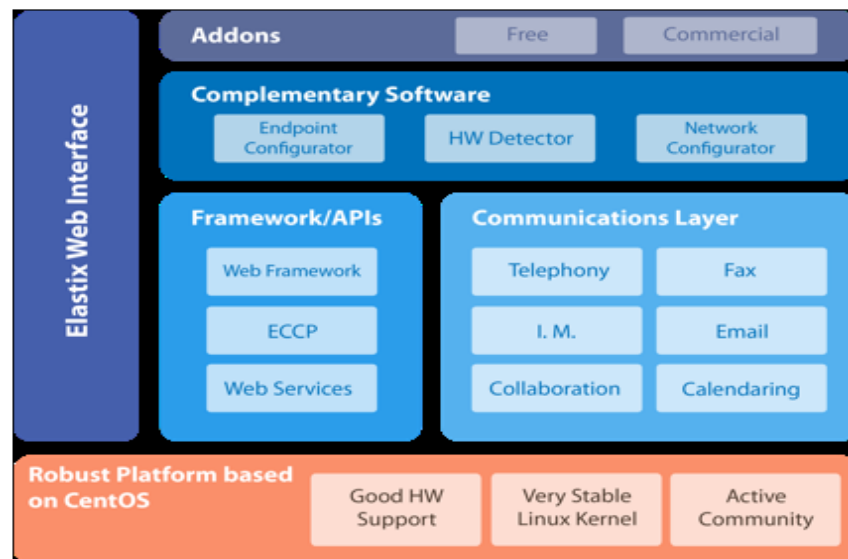 Elastix Web Interface
Addons
Free
Commercial
Complementary Software
Endpoint
Configurator
HW Detector
Network
Configurator
Framework/APIs
Web Framework
ECCP
Web Services
Communications Layer
Telephony
Fax
I. M.
Email
Collaboration
Calendaring
Robust Platform based
on CentOS
Good HW
Support
Very Stable
Linux Kernel
Active
Community